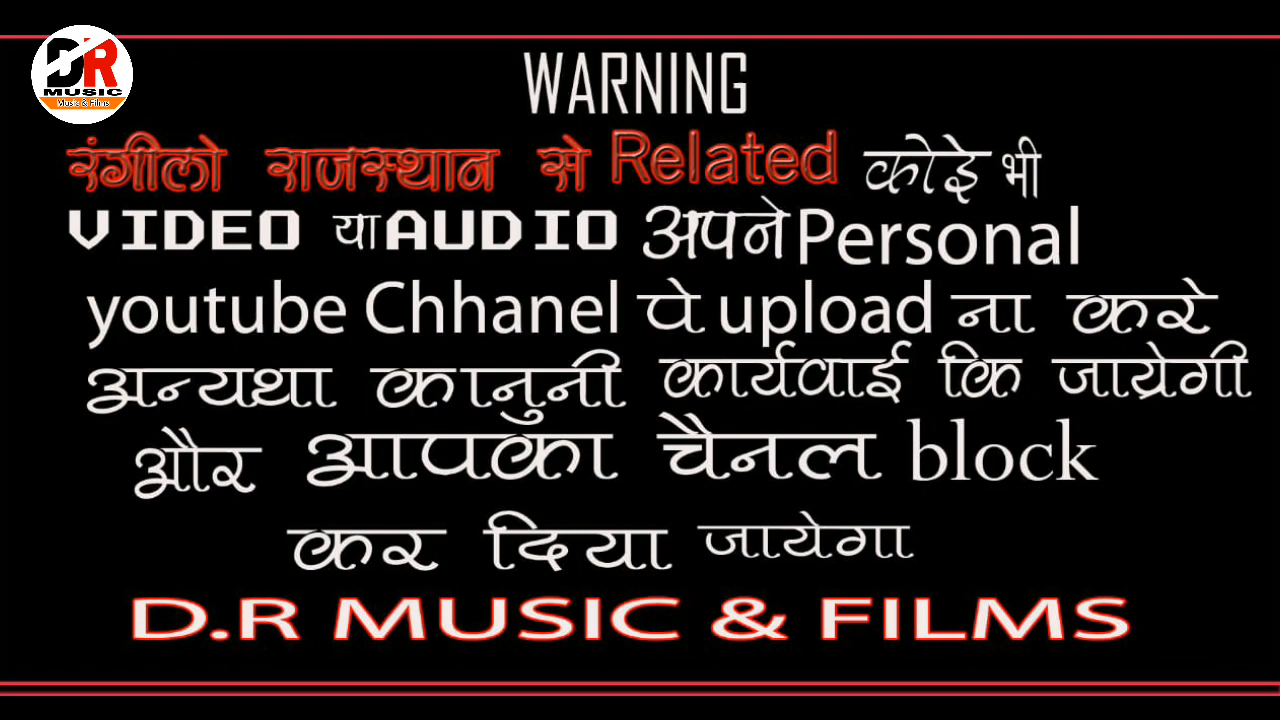 DR
MUSIC
Music & Films
WARNING
रंगीलो राजस्थान से Related कोइे भी
VIDEO या AUDIO अपने Personal
youtube Chhanel पे upload ना करे
अन्यथा कानुनी कार्यवाई कि जायेगी
और आपका चैनल block
कर दिया जायेगा
D.R MUSIC & FILMS